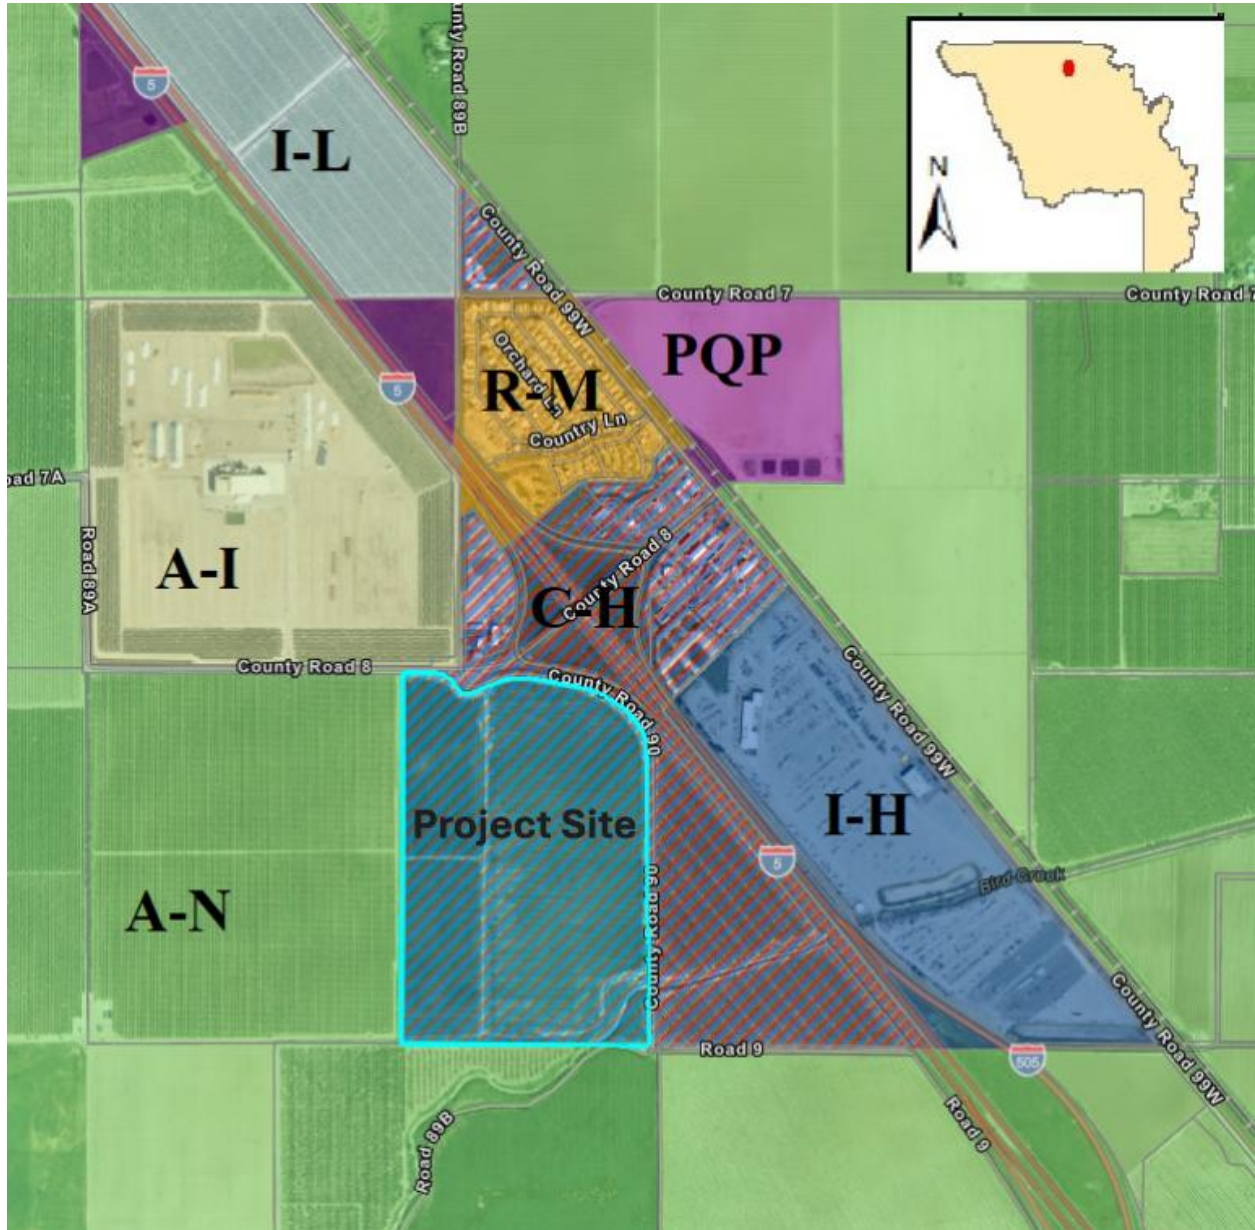 County Road 89B
5
I-L
N
County Road 99W
County Road 7
County Road 7
PQP
Orchard Ln
R-M
Country Ln
5
Road 7A
Road 89A
A-I
County Road 8
C-H
County Road 8
County Road 90
County Road 99W
Project Site
I-H
5
Bird Creek
A-N
County Road 90
County Road 99W
Road 9
505
Road 89B
Road 9